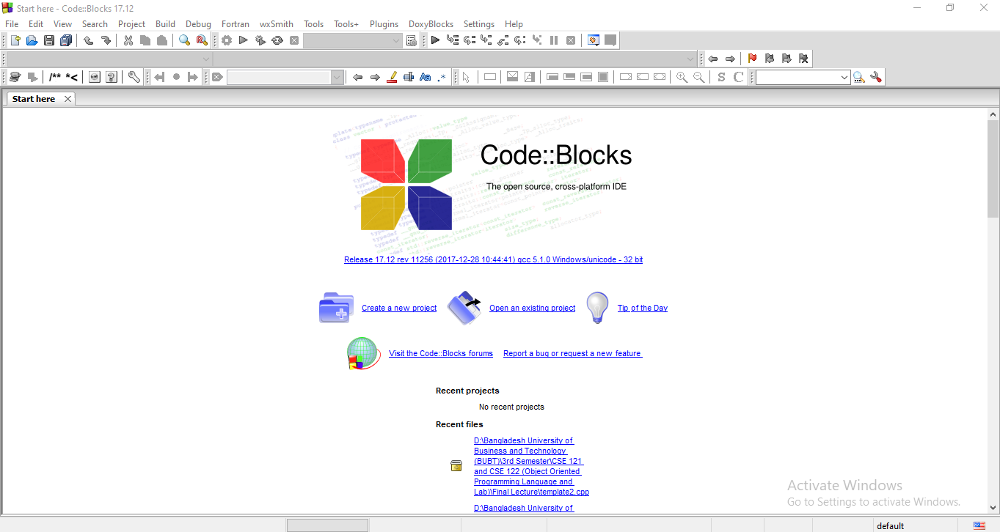 Start here - Code::Blocks 17.12
File Edit View Search Project Build Debug Fortran wxSmith Tools Tools+ Plugins DoxyBlocks Settings Help
/** *<
Aa .*
S C
Start here
Code::Blocks
The open source, cross-platform IDE
Release 17.12 rev 11256 (2017-12-28 10:44:41) gcc 5.1.0 Windows/unicode - 32 bit
Create a new project Open an existing project Tip of the Day
Visit the Code::Blocks forums Report a bug or request a new feature
Recent projects
No recent projects
Recent files
D:\Bangladesh University of
Business and Technology
(BUBT)\3rd Semester\CSE 121
and CSE 122 (Object Oriented
Programming Language and
Lab)\Final Lecture\template2.cpp
D:\Bangladesh University of
Activate Windows
Go to Settings to activate Windows.
default